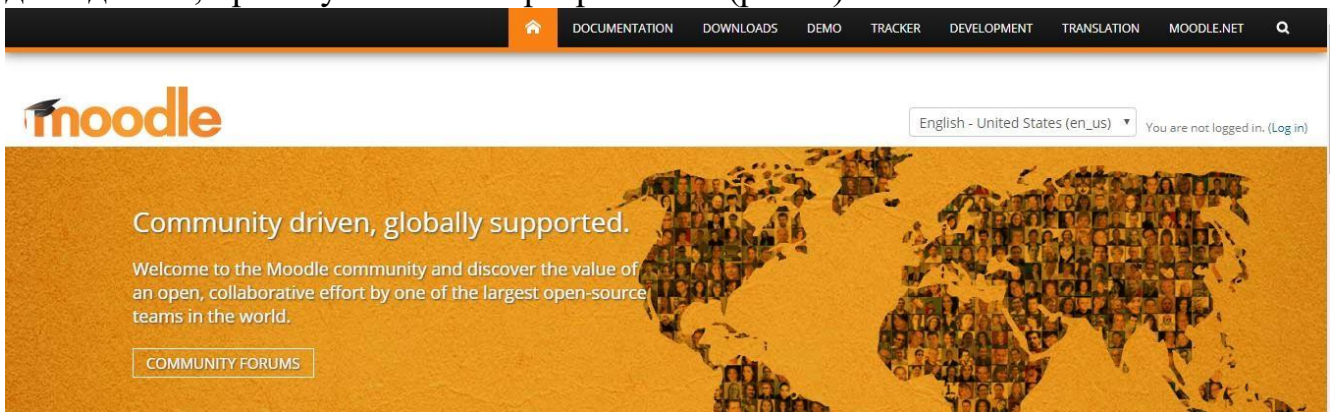 DOCUMENTATION DOWNLOADS DEMO TRACKER DEVELOPMENT TRANSLATION MOODLE.NET
moodle
English - United States (en_us) You are not logged in. (Log in)
Community driven, globally supported.
Welcome to the Moodle community and discover the value of
an open, collaborative effort by one of the largest open-source
teams in the world.
COMMUNITY FORUMS